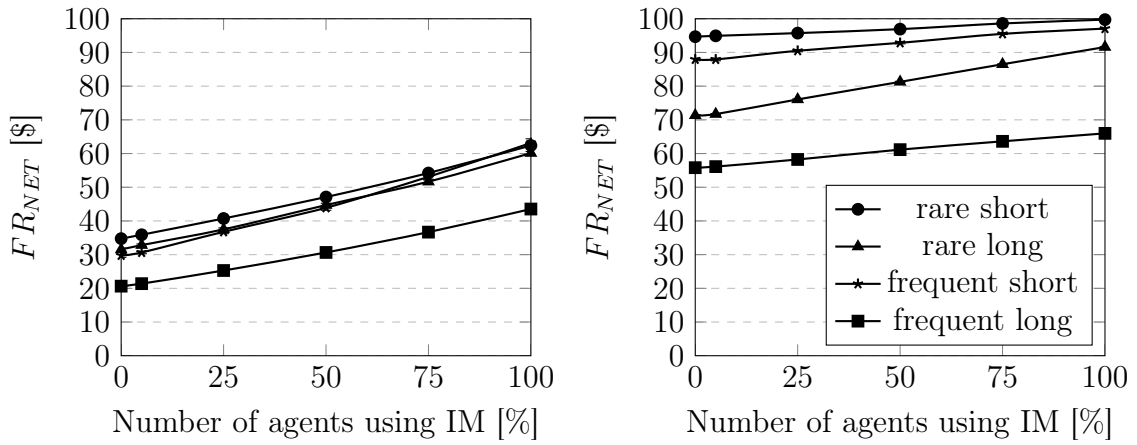 100
90
80
70
60
50
40
30
20
10
0
FR_NET [$]
0 25 50 75 100
Number of agents using IM [%]
100
90
80
70
60
50
40
30
20
10
0
FR_NET [$]
0 25 50 75 100
Number of agents using IM [%]
rare short
rare long
frequent short
frequent long